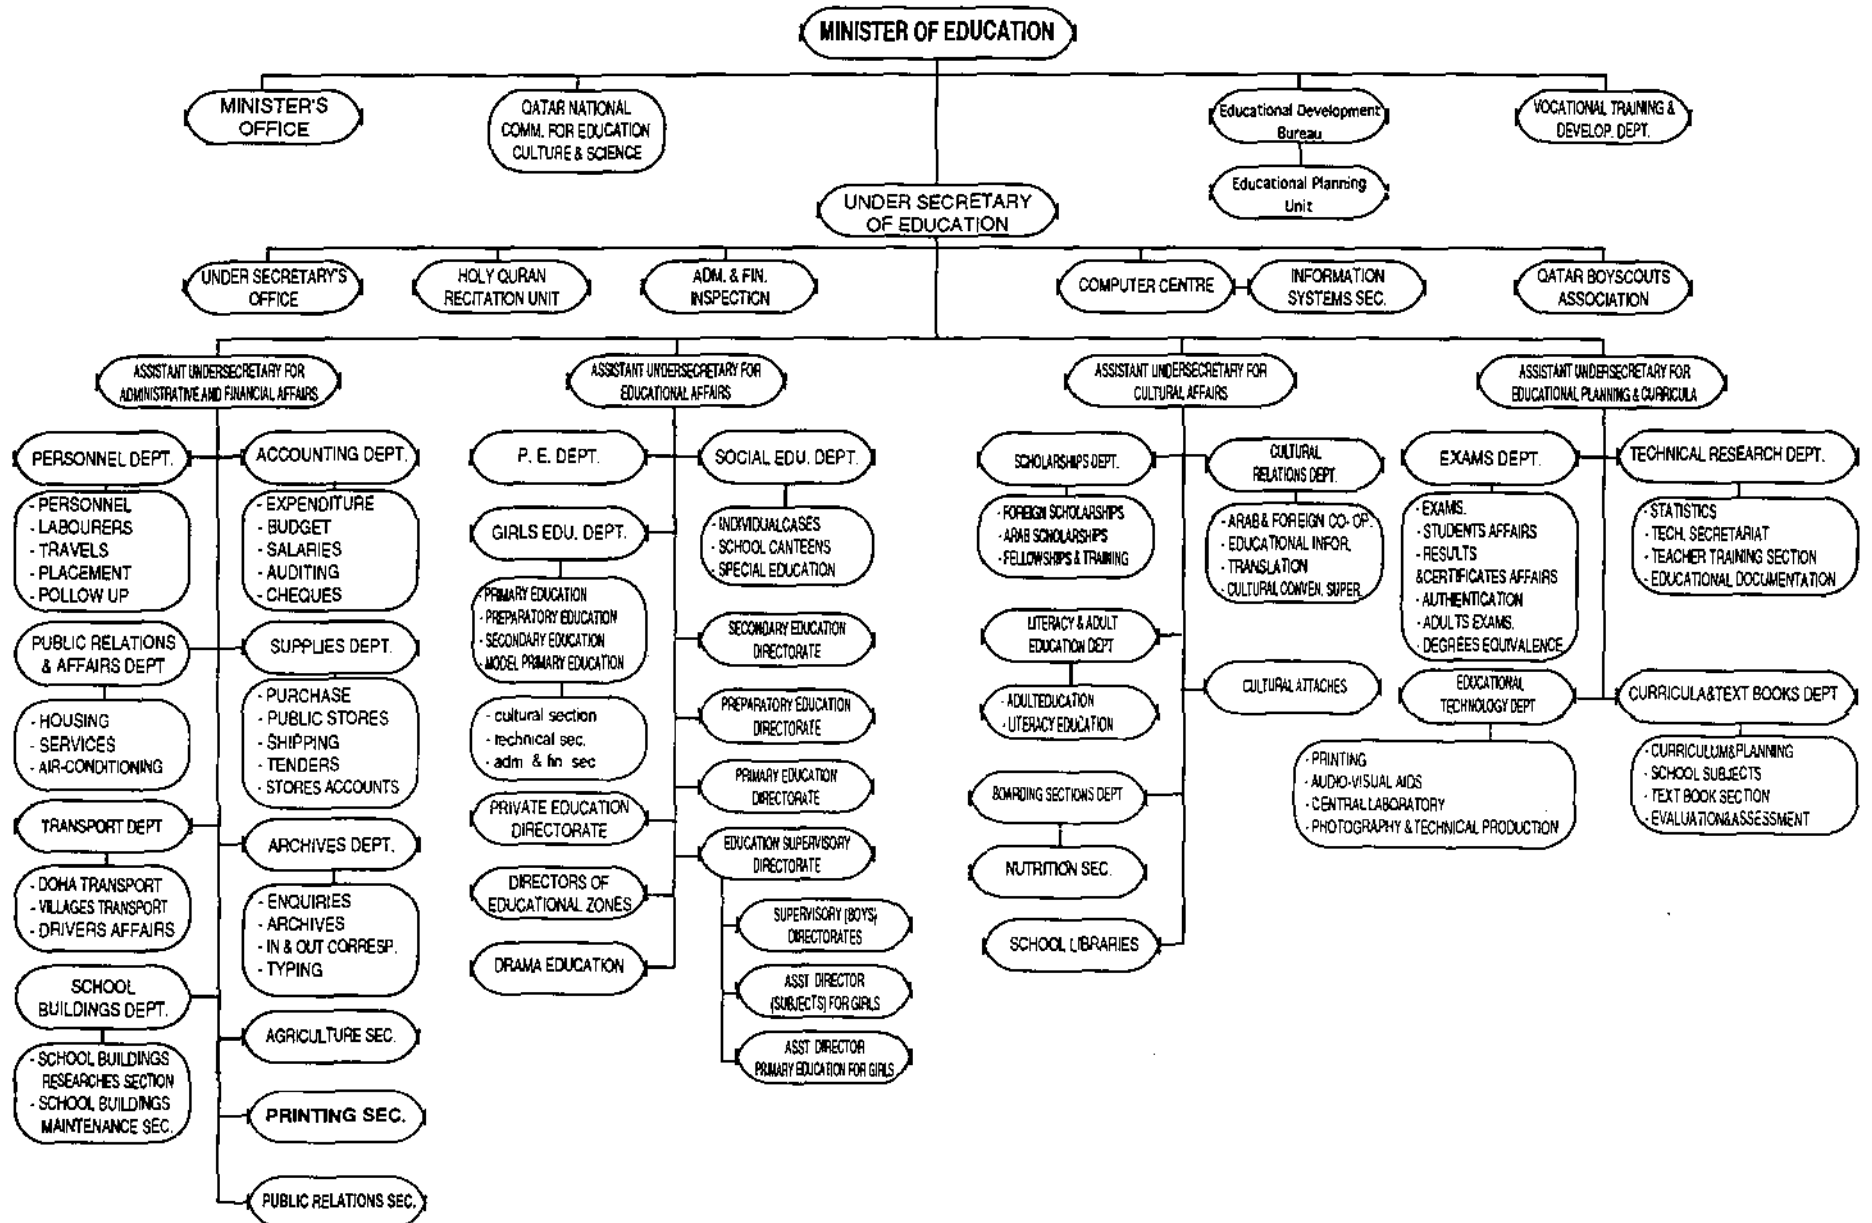 MINISTER OF EDUCATION
MINISTER'S
OFFICE
QATAR NATIONAL
COMM. FOR EDUCATION
CULTURE & SCIENCE
Educational Development
Bureau
VOCATIONAL TRAINING &
DEVELOP. DEPT.
Educational Planning
Unit
UNDER SECRETARY
OF EDUCATION
UNDER SECRETARY'S
OFFICE
HOLY QURAN
RECITATION UNIT
ADM. & FIN.
INSPECTION
COMPUTER CENTRE
INFORMATION
SYSTEMS SEC.
QATAR BOYSCOUTS
ASSOCIATION
ASSISTANT UNDERSECRETARY FOR
ADMINISTRATIVE AND FINANCIAL AFFAIRS
ASSISTANT UNDERSECRETARY FOR
EDUCATIONAL AFFAIRS
ASSISTANT UNDERSECRETARY FOR
CULTURAL AFFAIRS
ASSISTANT UNDERSECRETARY FOR
EDUCATIONAL PLANNING & CURRICULA
PERSONNEL DEPT.
- PERSONNEL
- LABOURERS
- TRAVELS
- PLACEMENT
- POLLOW UP
PUBLIC RELATIONS
& AFFAIRS DEPT
- HOUSING
- SERVICES
- AIR-CONDITIONING
TRANSPORT DEPT
- DOHA TRANSPORT
- VILLAGES TRANSPORT
- DRIVERS AFFAIRS
SCHOOL
BUILDINGS DEPT.
- SCHOOL BUILDINGS
RESEARCHES SECTION
- SCHOOL BUILDINGS
MAINTENANCE SEC.
ACCOUNTING DEPT.
- EXPENDITURE
- BUDGET
- SALARIES
- AUDITING
- CHEQUES
SUPPLIES DEPT.
- PURCHASE
- PUBLIC STORES
- SHIPPING
- TENDERS
- STORES ACCOUNTS
ARCHIVES DEPT.
- ENQUIRIES
- ARCHIVES
- IN & OUT CORRESP.
- TYPING
AGRICULTURE SEC.
PRINTING SEC.
PUBLIC RELATIONS SEC.
P. E. DEPT.
GIRLS EDU. DEPT.
- PRIMARY EDUCATION
- PREPARATORY EDUCATION
- SECONDARY EDUCATION
- MODEL PRIMARY EDUCATION
- cultural section
- technical sec.
- adm. & fin sec
PRIVATE EDUCATION
DIRECTORATE
DIRECTORS OF
EDUCATIONAL ZONES
DRAMA EDUCATION
SOCIAL EDU. DEPT.
- INDIVIDUAL CASES
- SCHOOL CANTEENS
- SPECIAL EDUCATION
SECONDARY EDUCATION
DIRECTORATE
PREPARATORY EDUCATION
DIRECTORATE
PRIMARY EDUCATION
DIRECTORATE
EDUCATION SUPERVISORY
DIRECTORATE
SUPERVISORY (BOYS)
DIRECTORATES
ASST DIRECTOR
(SUBJECTS) FOR GIRLS
ASST DIRECTOR
PRIMARY EDUCATION FOR GIRLS
SCHOLARSHIPS DEPT.
- FOREIGN SCHOLARSHIPS
- ARAB SCHOLARSHIPS
- FELLOWSHIPS & TRAINING
LITERACY & ADULT
EDUCATION DEPT
- ADULT EDUCATION
- LITERACY EDUCATION
BOARDING SECTIONS DEPT
NUTRITION SEC.
SCHOOL LIBRARIES
CULTURAL
RELATIONS DEPT.
- ARAB & FOREIGN CO-OP.
- EDUCATIONAL INFOR.
- TRANSLATION
- CULTURAL CONVEN. SUPER.
CULTURAL ATTACHES
EXAMS DEPT.
- EXAMS.
- STUDENTS AFFAIRS
- RESULTS
&CERTIFICATES AFFAIRS
- AUTHENTICATION
- ADULTS EXAMS.
- DEGREES EQUIVALENCE
EDUCATIONAL
TECHNOLOGY DEPT
- PRINTING
- AUDIO-VISUAL AIDS
- CENTRAL LABORATORY
- PHOTOGRAPHY & TECHNICAL PRODUCTION
TECHNICAL RESEARCH DEPT.
- STATISTICS
- TECH. SECRETARIAT
- TEACHER TRAINING SECTION
- EDUCATIONAL DOCUMENTATION
CURRICULA&TEXT BOOKS DEPT
- CURRICULUM&PLANNING
- SCHOOL SUBJECTS
- TEXT BOOK SECTION
- EVALUATION&ASSESSMENT